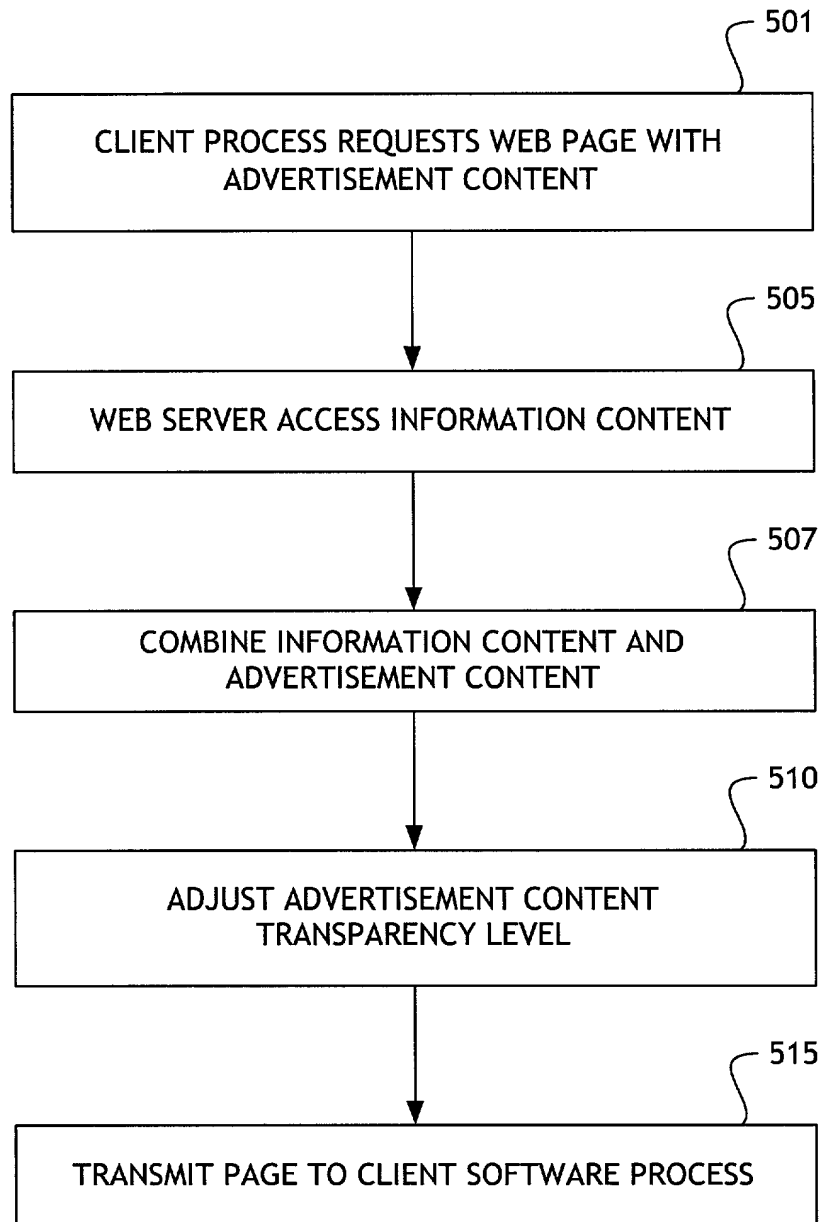 501
CLIENT PROCESS REQUESTS WEB PAGE WITH
ADVERTISEMENT CONTENT
505
WEB SERVER ACCESS INFORMATION CONTENT
507
COMBINE INFORMATION CONTENT AND
ADVERTISEMENT CONTENT
510
ADJUST ADVERTISEMENT CONTENT
TRANSPARENCY LEVEL
515
TRANSMIT PAGE TO CLIENT SOFTWARE PROCESS